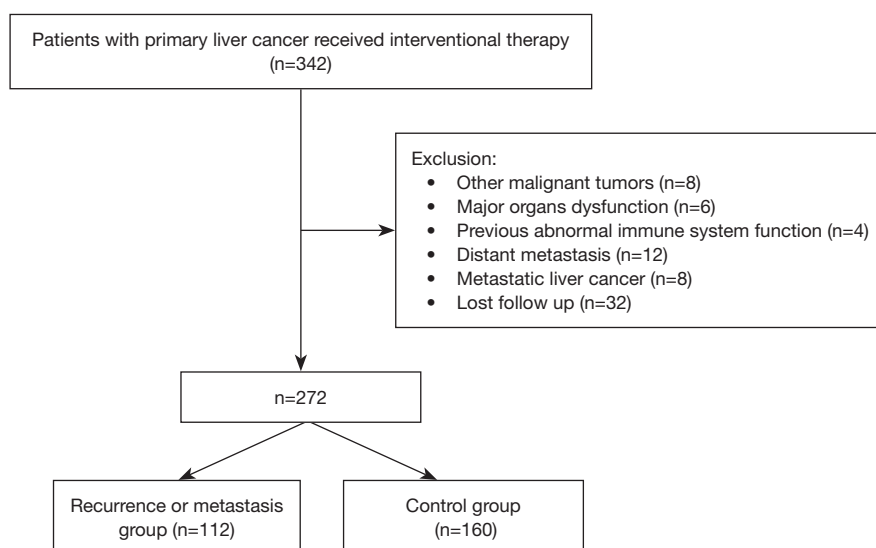 Patients with primary liver cancer received interventional therapy
(n=342)
Exclusion:
• Other malignant tumors (n=8)
• Major organs dysfunction (n=6)
• Previous abnormal immune system function (n=4)
• Distant metastasis (n=12)
• Metastatic liver cancer (n=8)
• Lost follow up (n=32)
n=272
Recurrence or metastasis
group (n=112)
Control group
(n=160)